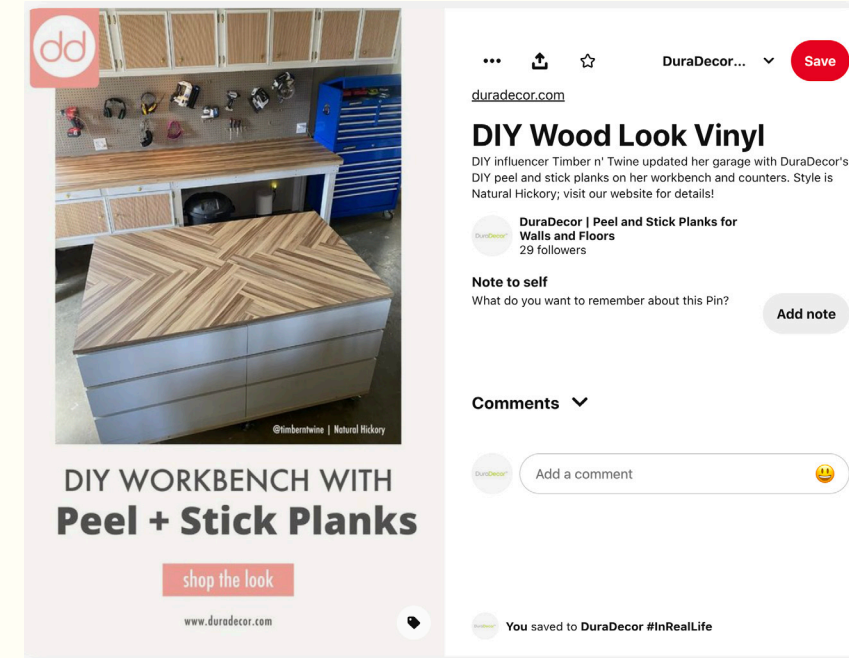 dd
@timberntwine | Natural Hickory
DIY WORKBENCH WITH
Peel + Stick Planks
shop the look
www.duradecor.com
DuraDecor...
Save
duradecor.com
DIY Wood Look Vinyl
DIY influencer Timber n' Twine updated her garage with DuraDecor's
DIY peel and stick planks on her workbench and counters. Style is
Natural Hickory; visit our website for details!
DuraDecor
DuraDecor | Peel and Stick Planks for
Walls and Floors
29 followers
Note to self
What do you want to remember about this Pin?
Add note
Comments
DuraDecor
Add a comment
You saved to DuraDecor #InRealLife